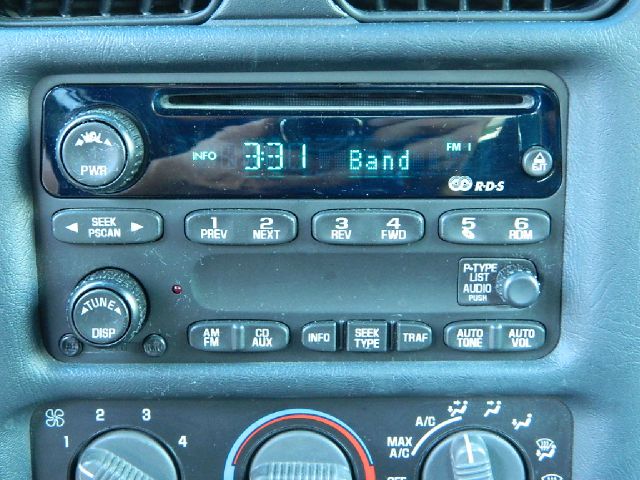 VOL
PWR
INFO 3:31 Band FM 1
R·D·S
SEEK
PSCAN
1 2
PREV NEXT
3 4
REV FWD
5 6
RDM
P-TYPE
LIST
AUDIO
PUSH
TUNE
DISP
AM
FM
CD
AUX
INFO
SEEK
TYPE
TRAF
AUTO
TONE
AUTO
VOL
1 2 3 4
A/C
MAX
A/C
OFF